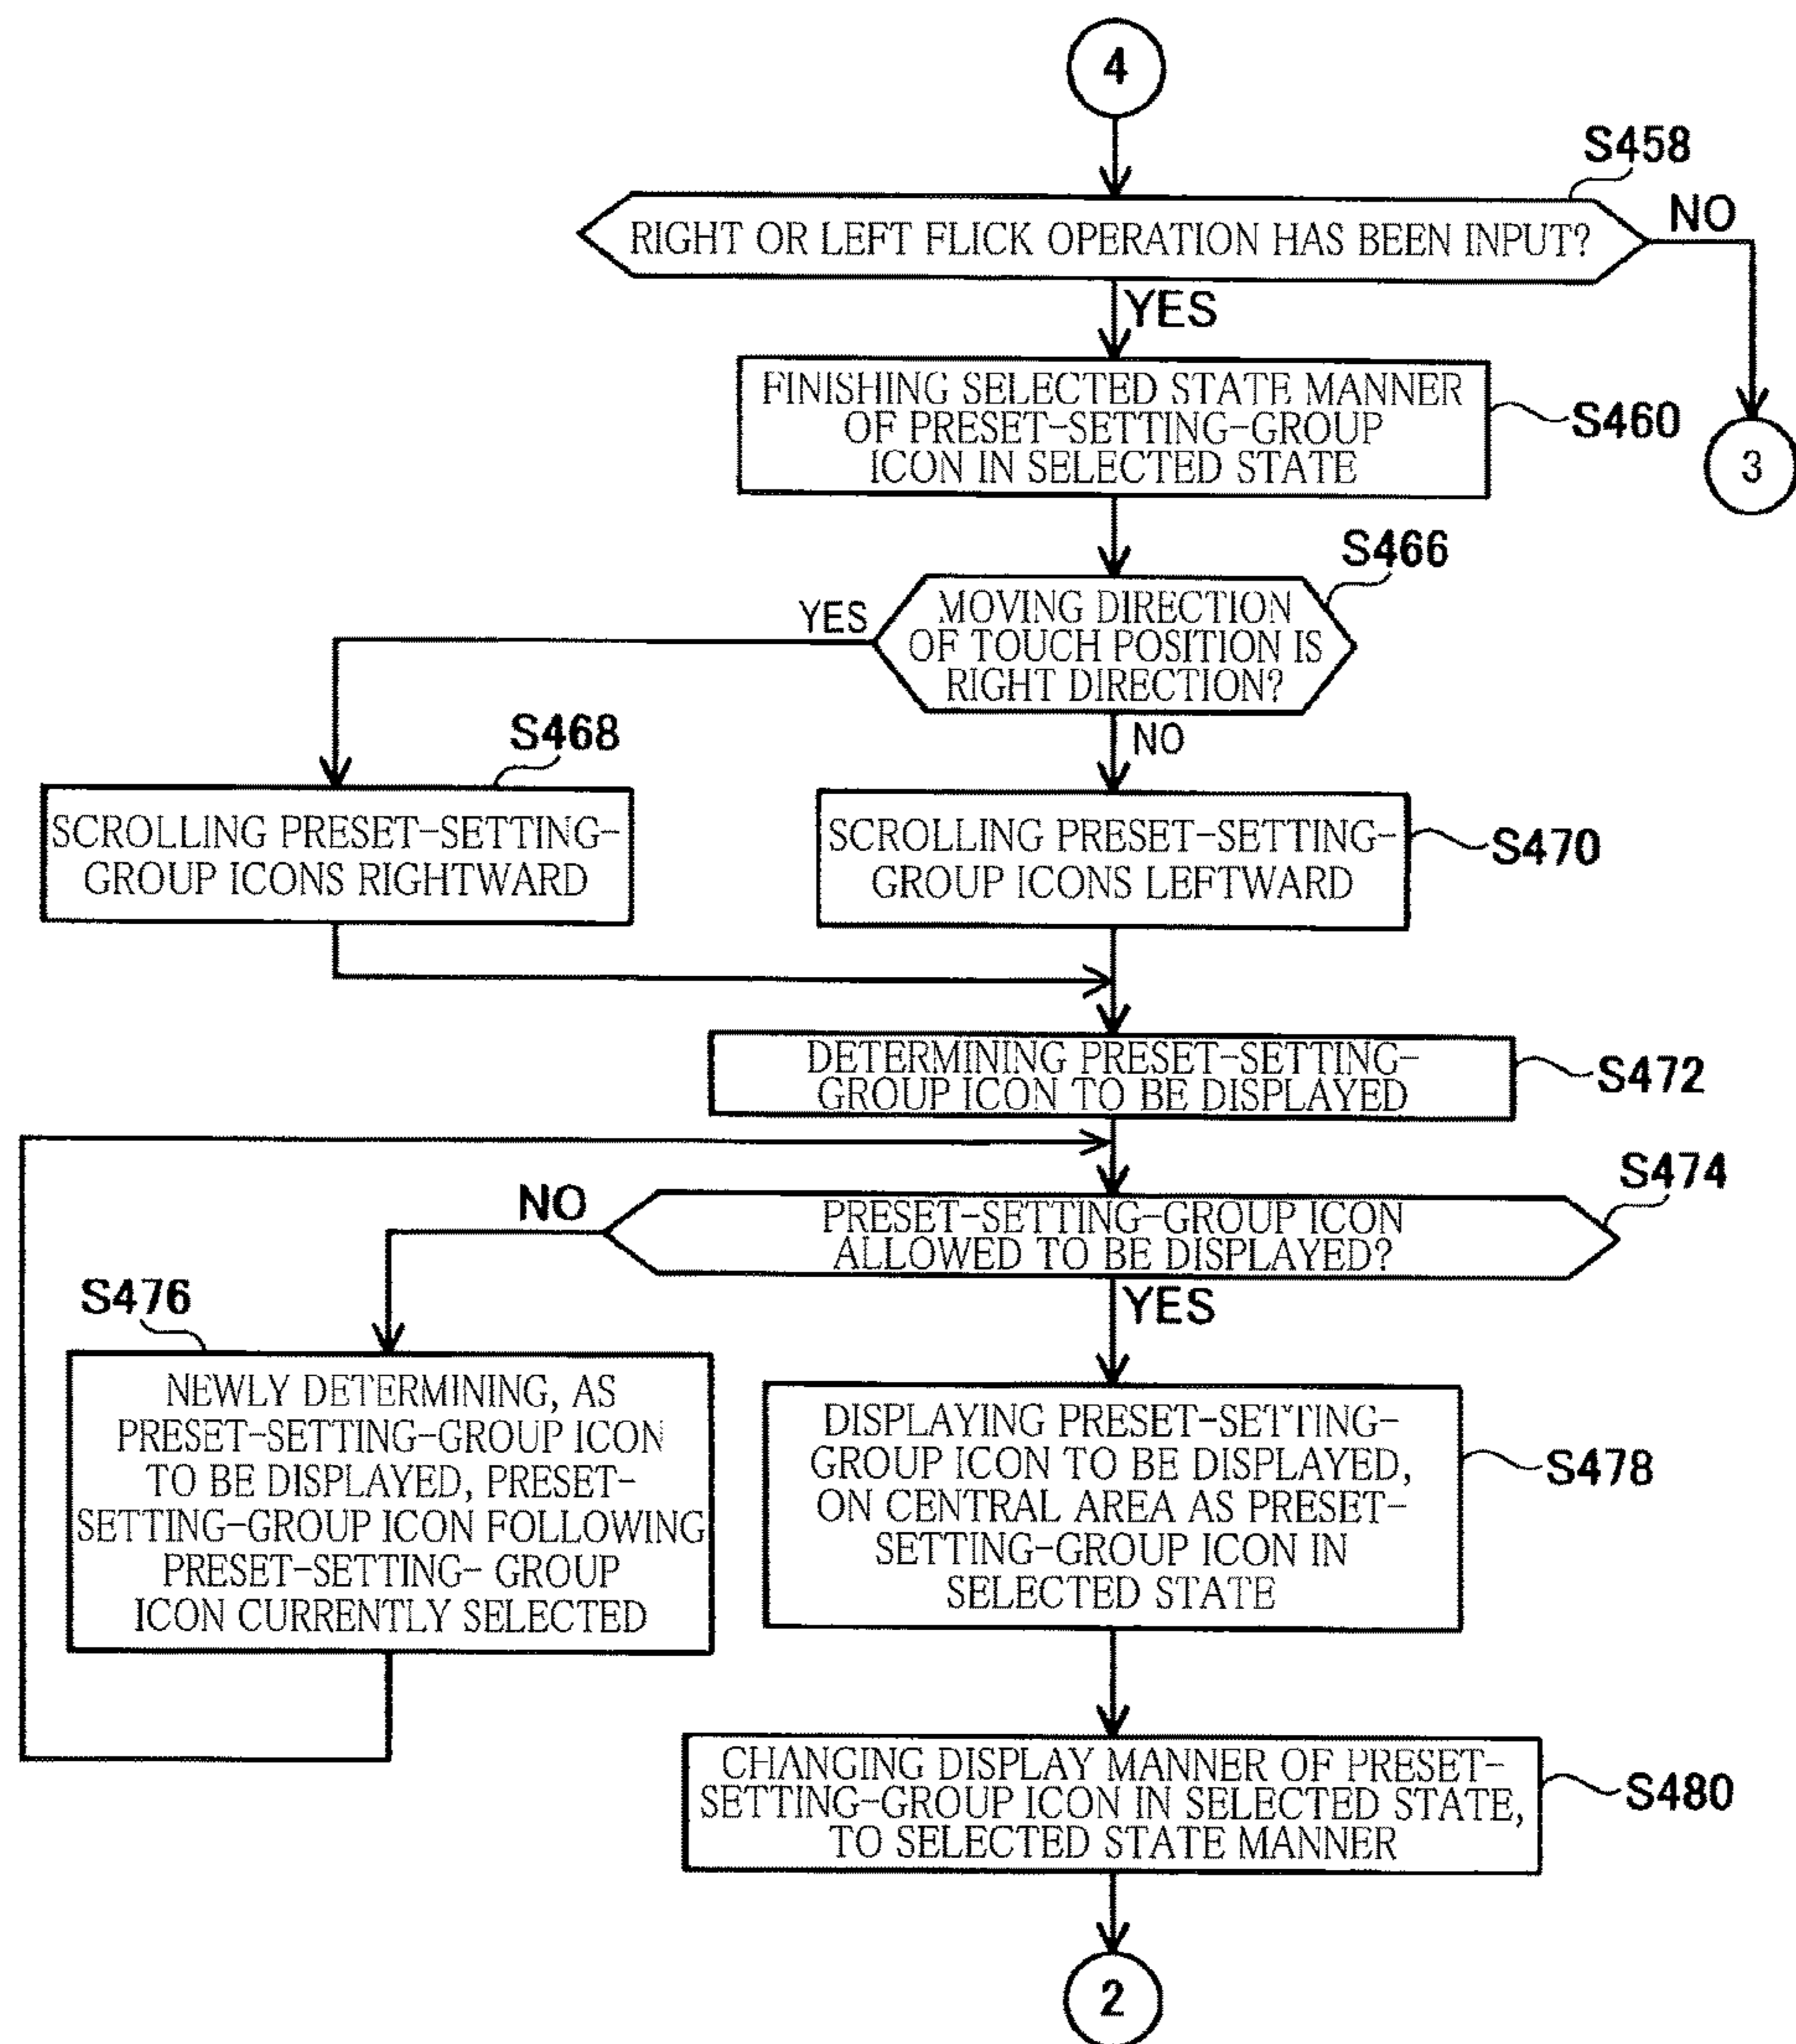 4
S458
RIGHT OR LEFT FLICK OPERATION HAS BEEN INPUT?
NO
YES
FINISHING SELECTED STATE MANNER
OF PRESET-SETTING-GROUP
ICON IN SELECTED STATE
S460
3
S466
YES
MOVING DIRECTION
OF TOUCH POSITION IS
RIGHT DIRECTION?
NO
S468
SCROLLING PRESET-SETTING-
GROUP ICONS RIGHTWARD
SCROLLING PRESET-SETTING-
GROUP ICONS LEFTWARD
S470
DETERMINING PRESET-SETTING-
GROUP ICON TO BE DISPLAYED
S472
S474
NO
PRESET-SETTING-GROUP ICON
ALLOWED TO BE DISPLAYED?
YES
S476
NEWLY DETERMINING, AS
PRESET-SETTING-GROUP ICON
TO BE DISPLAYED, PRESET-
SETTING-GROUP ICON FOLLOWING
PRESET-SETTING- GROUP
ICON CURRENTLY SELECTED
DISPLAYING PRESET-SETTING-
GROUP ICON TO BE DISPLAYED,
ON CENTRAL AREA AS PRESET-
SETTING-GROUP ICON IN
SELECTED STATE
S478
CHANGING DISPLAY MANNER OF PRESET-
SETTING-GROUP ICON IN SELECTED STATE,
TO SELECTED STATE MANNER
S480
2